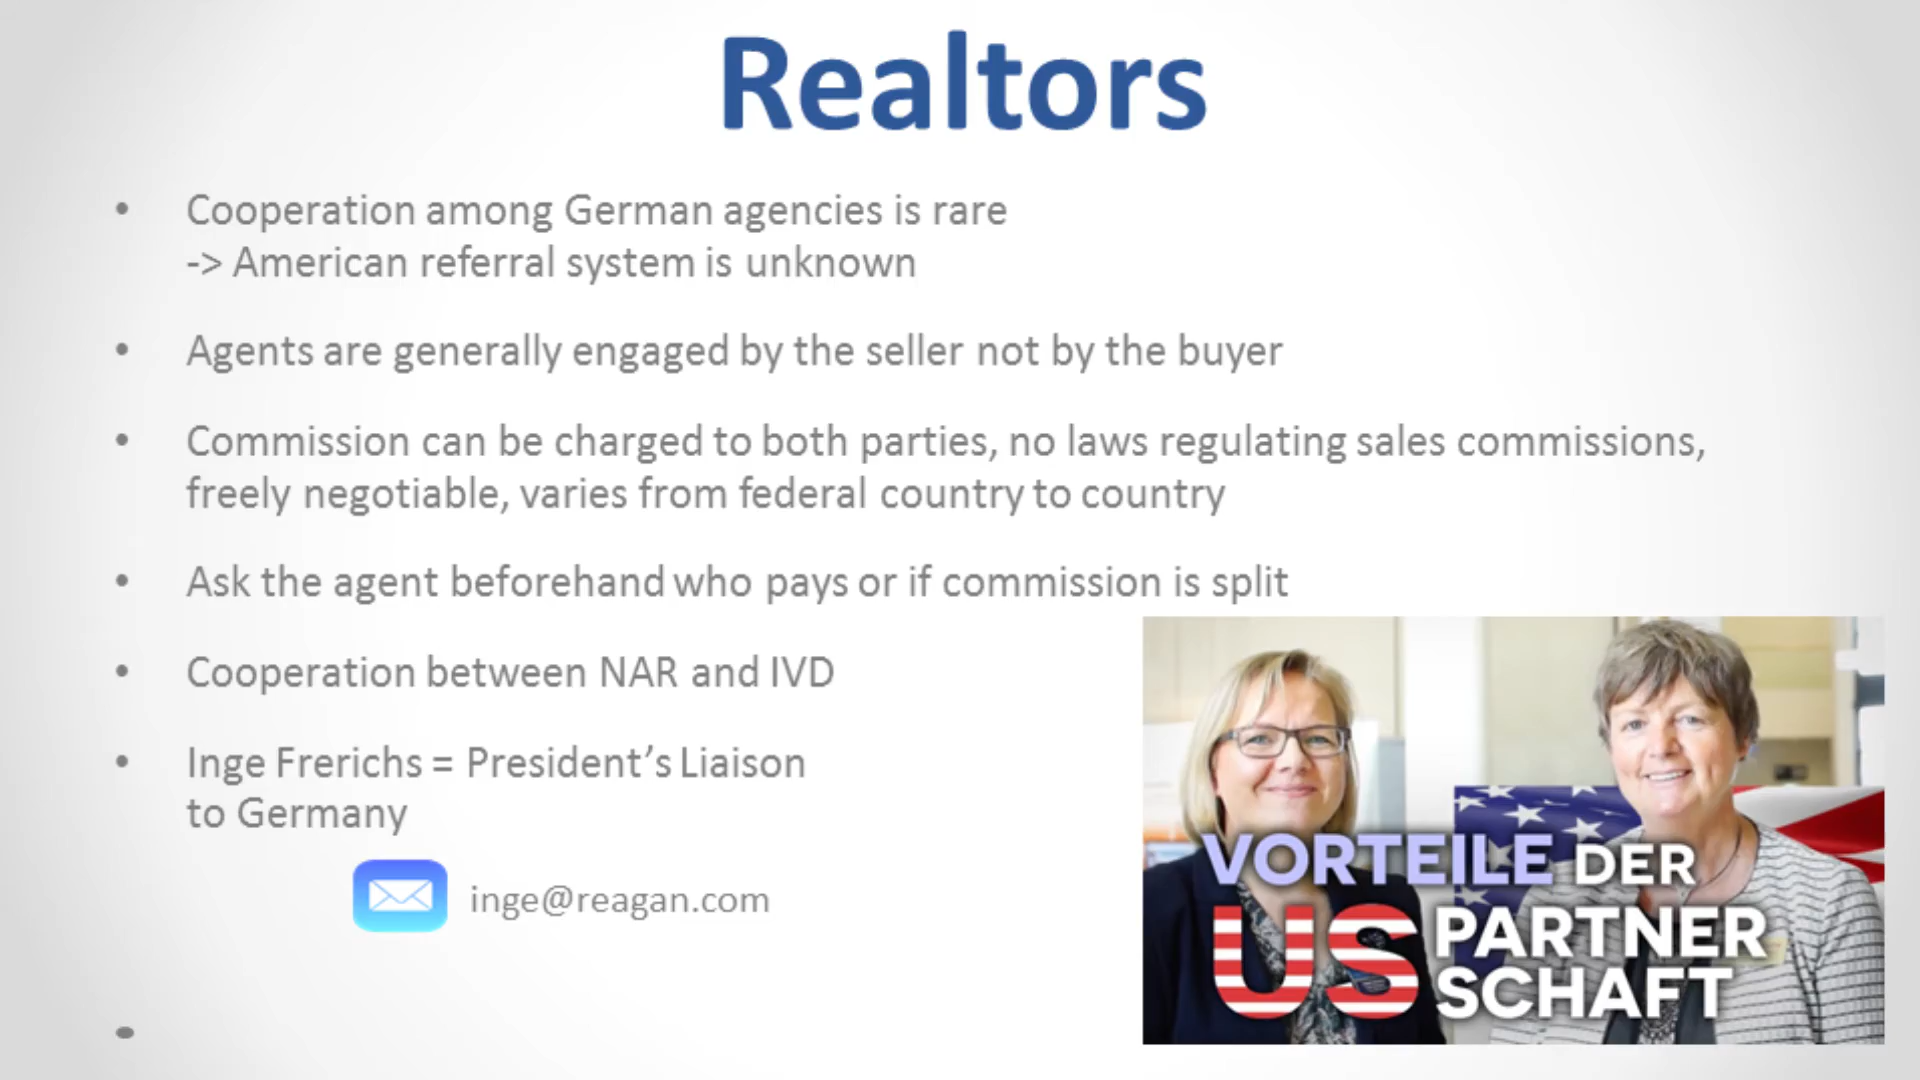 Realtors
• Cooperation among German agencies is rare
-> American referral system is unknown
• Agents are generally engaged by the seller not by the buyer
• Commission can be charged to both parties, no laws regulating sales commissions,
freely negotiable, varies from federal country to country
• Ask the agent beforehand who pays or if commission is split
• Cooperation between NAR and IVD
• Inge Frerichs = President’s Liaison
to Germany
inge@reagan.com
•
VORTEILE DER
US PARTNER
SCHAFT